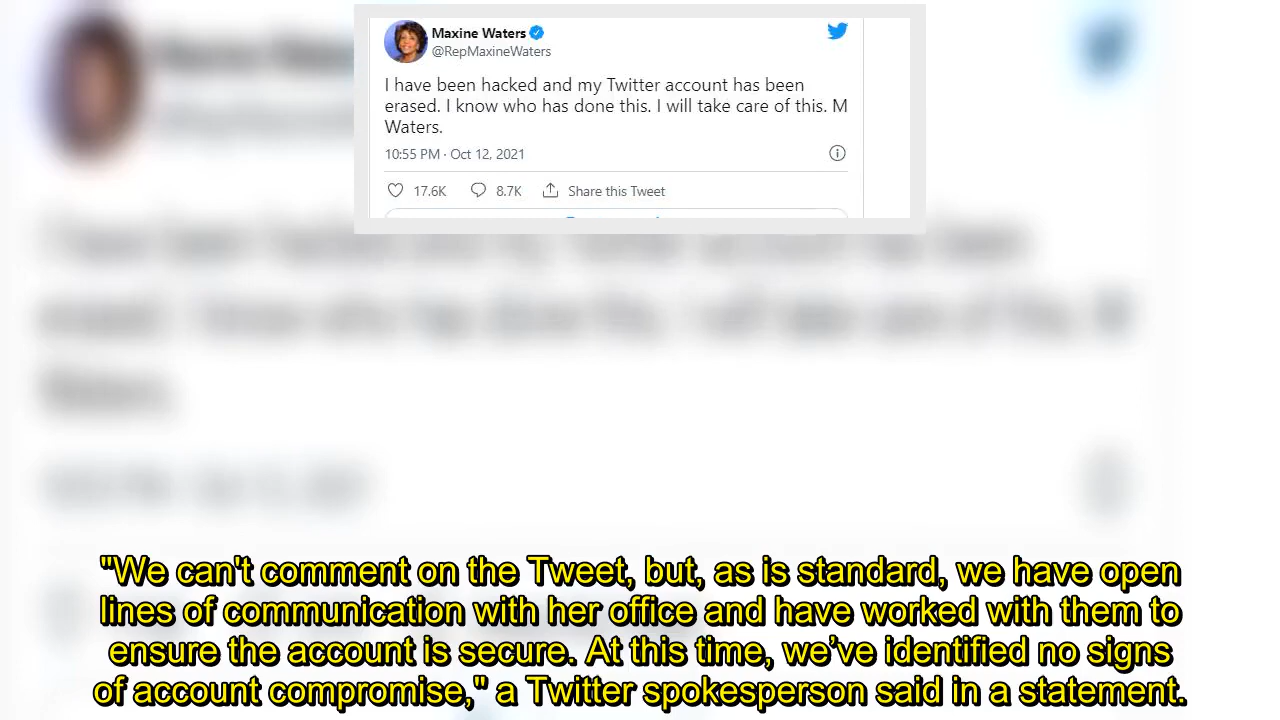 Maxine Waters
@RepMaxineWaters
I have been hacked and my Twitter account has been
erased. I know who has done this. I will take care of this. M
Waters.
10:55 PM · Oct 12, 2021
17.6K 8.7K Share this Tweet
"We can't comment on the Tweet, but, as is standard, we have open
lines of communication with her office and have worked with them to
ensure the account is secure. At this time, we’ve identified no signs
of account compromise," a Twitter spokesperson said in a statement.